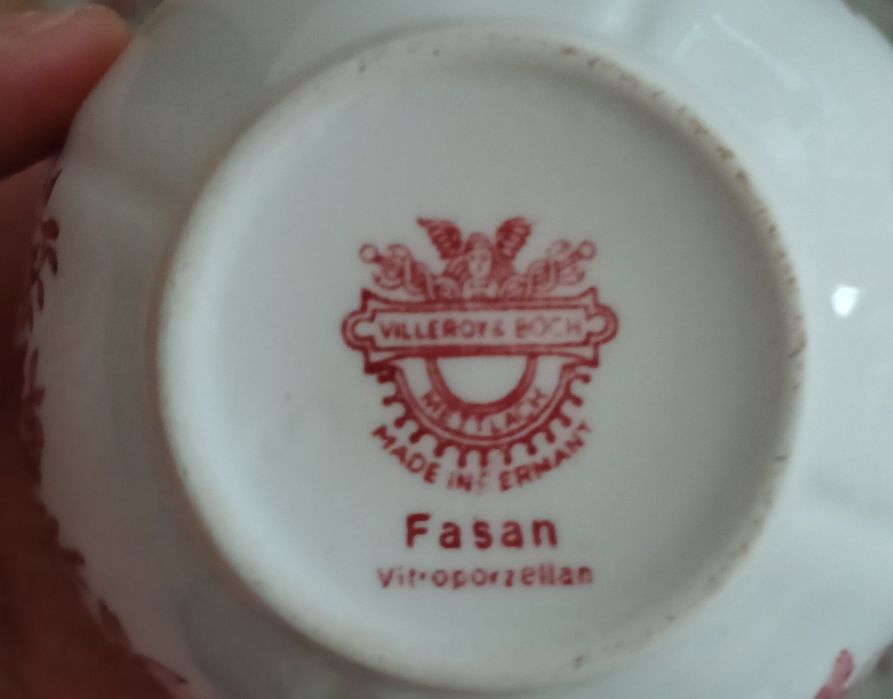 VILLEROY & BOCH
METTLACH
MADE IN GERMANY
Fasan
Vitroporzellan